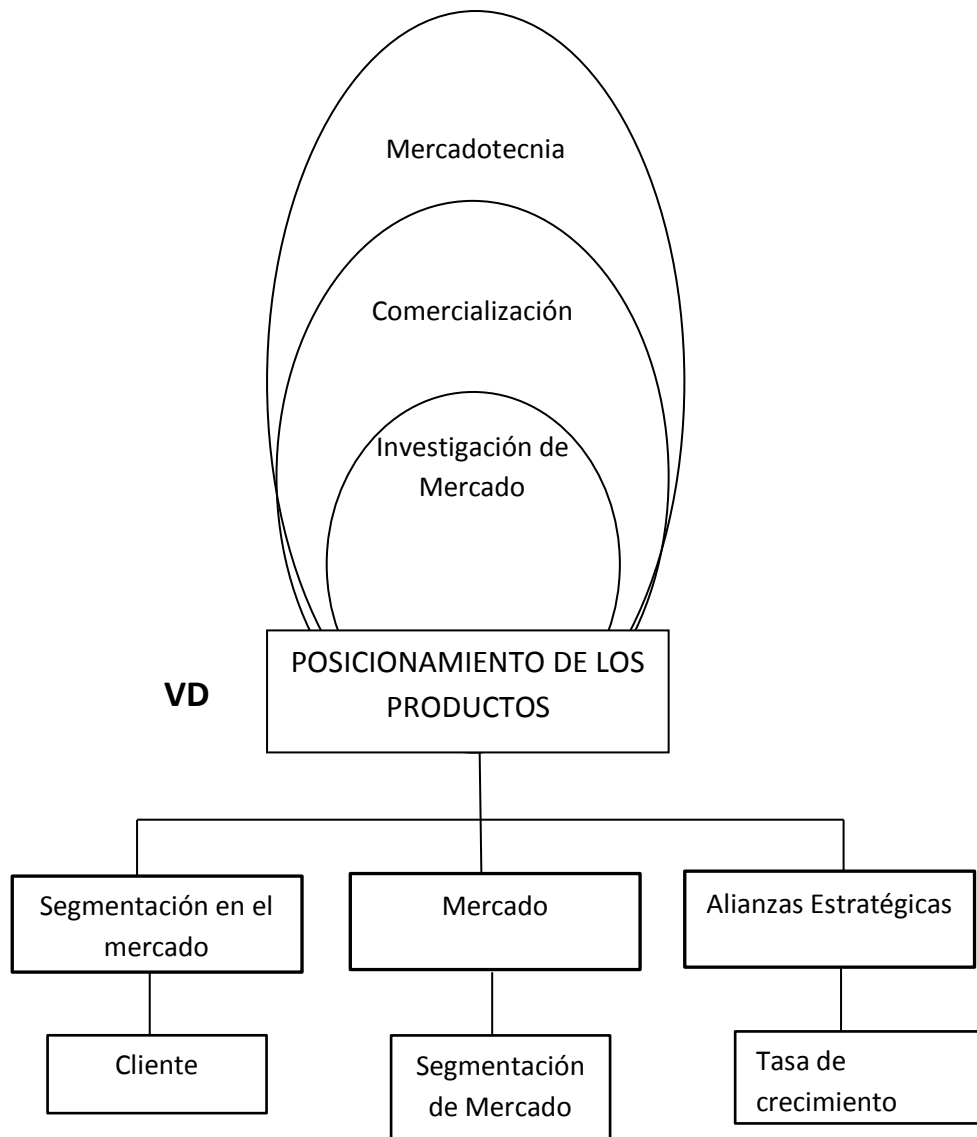 Mercadotecnia
Comercialización
Investigación de
Mercado
POSICIONAMIENTO DE LOS
PRODUCTOS
VD
Segmentación en el
mercado
Mercado
Alianzas Estratégicas
Cliente
Segmentación
de Mercado
Tasa de
crecimiento